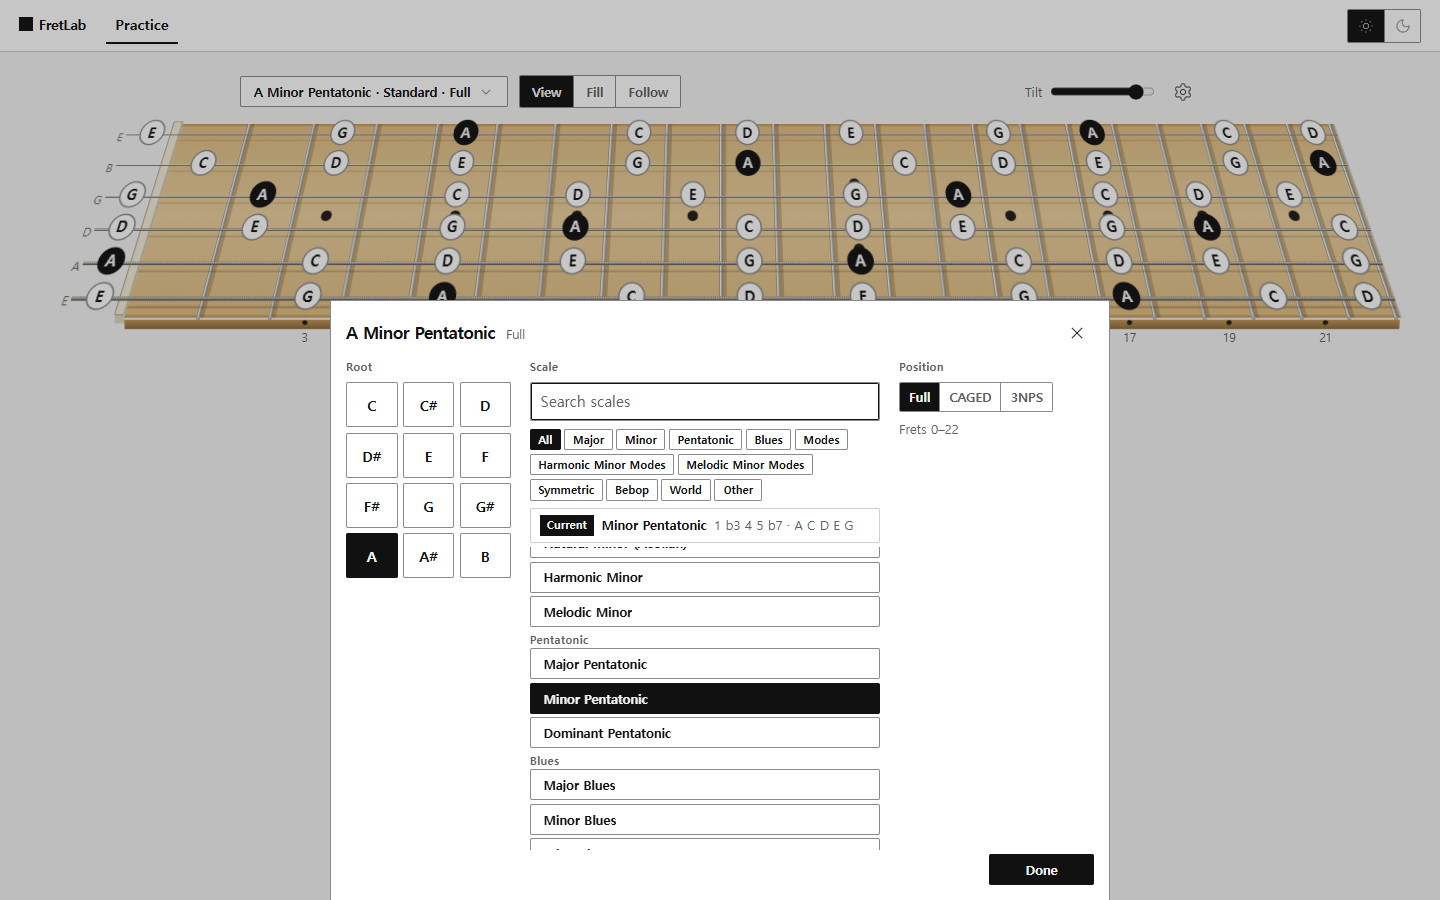 FretLab Practice
A Minor Pentatonic · Standard · Full View Fill Follow Tilt
E E G A C D E G A C D
B C D E G A C D E G A
G G A C D E G A C D E
D D E G A C D E G A C
A A C D E G A C D E G
E E G A C D E G A C D
3 17 19 21
A Minor Pentatonic Full
Root
C C# D
D# E F
F# G G#
A A# B
Scale
Search scales
All Major Minor Pentatonic Blues Modes
Harmonic Minor Modes Melodic Minor Modes
Symmetric Bebop World Other
Current Minor Pentatonic 1 b3 4 5 b7 · A C D E G
Natural Minor (Aeolian)
Harmonic Minor
Melodic Minor
Pentatonic
Major Pentatonic
Minor Pentatonic
Dominant Pentatonic
Blues
Major Blues
Minor Blues
Position
Full CAGED 3NPS
Frets 0–22
Done